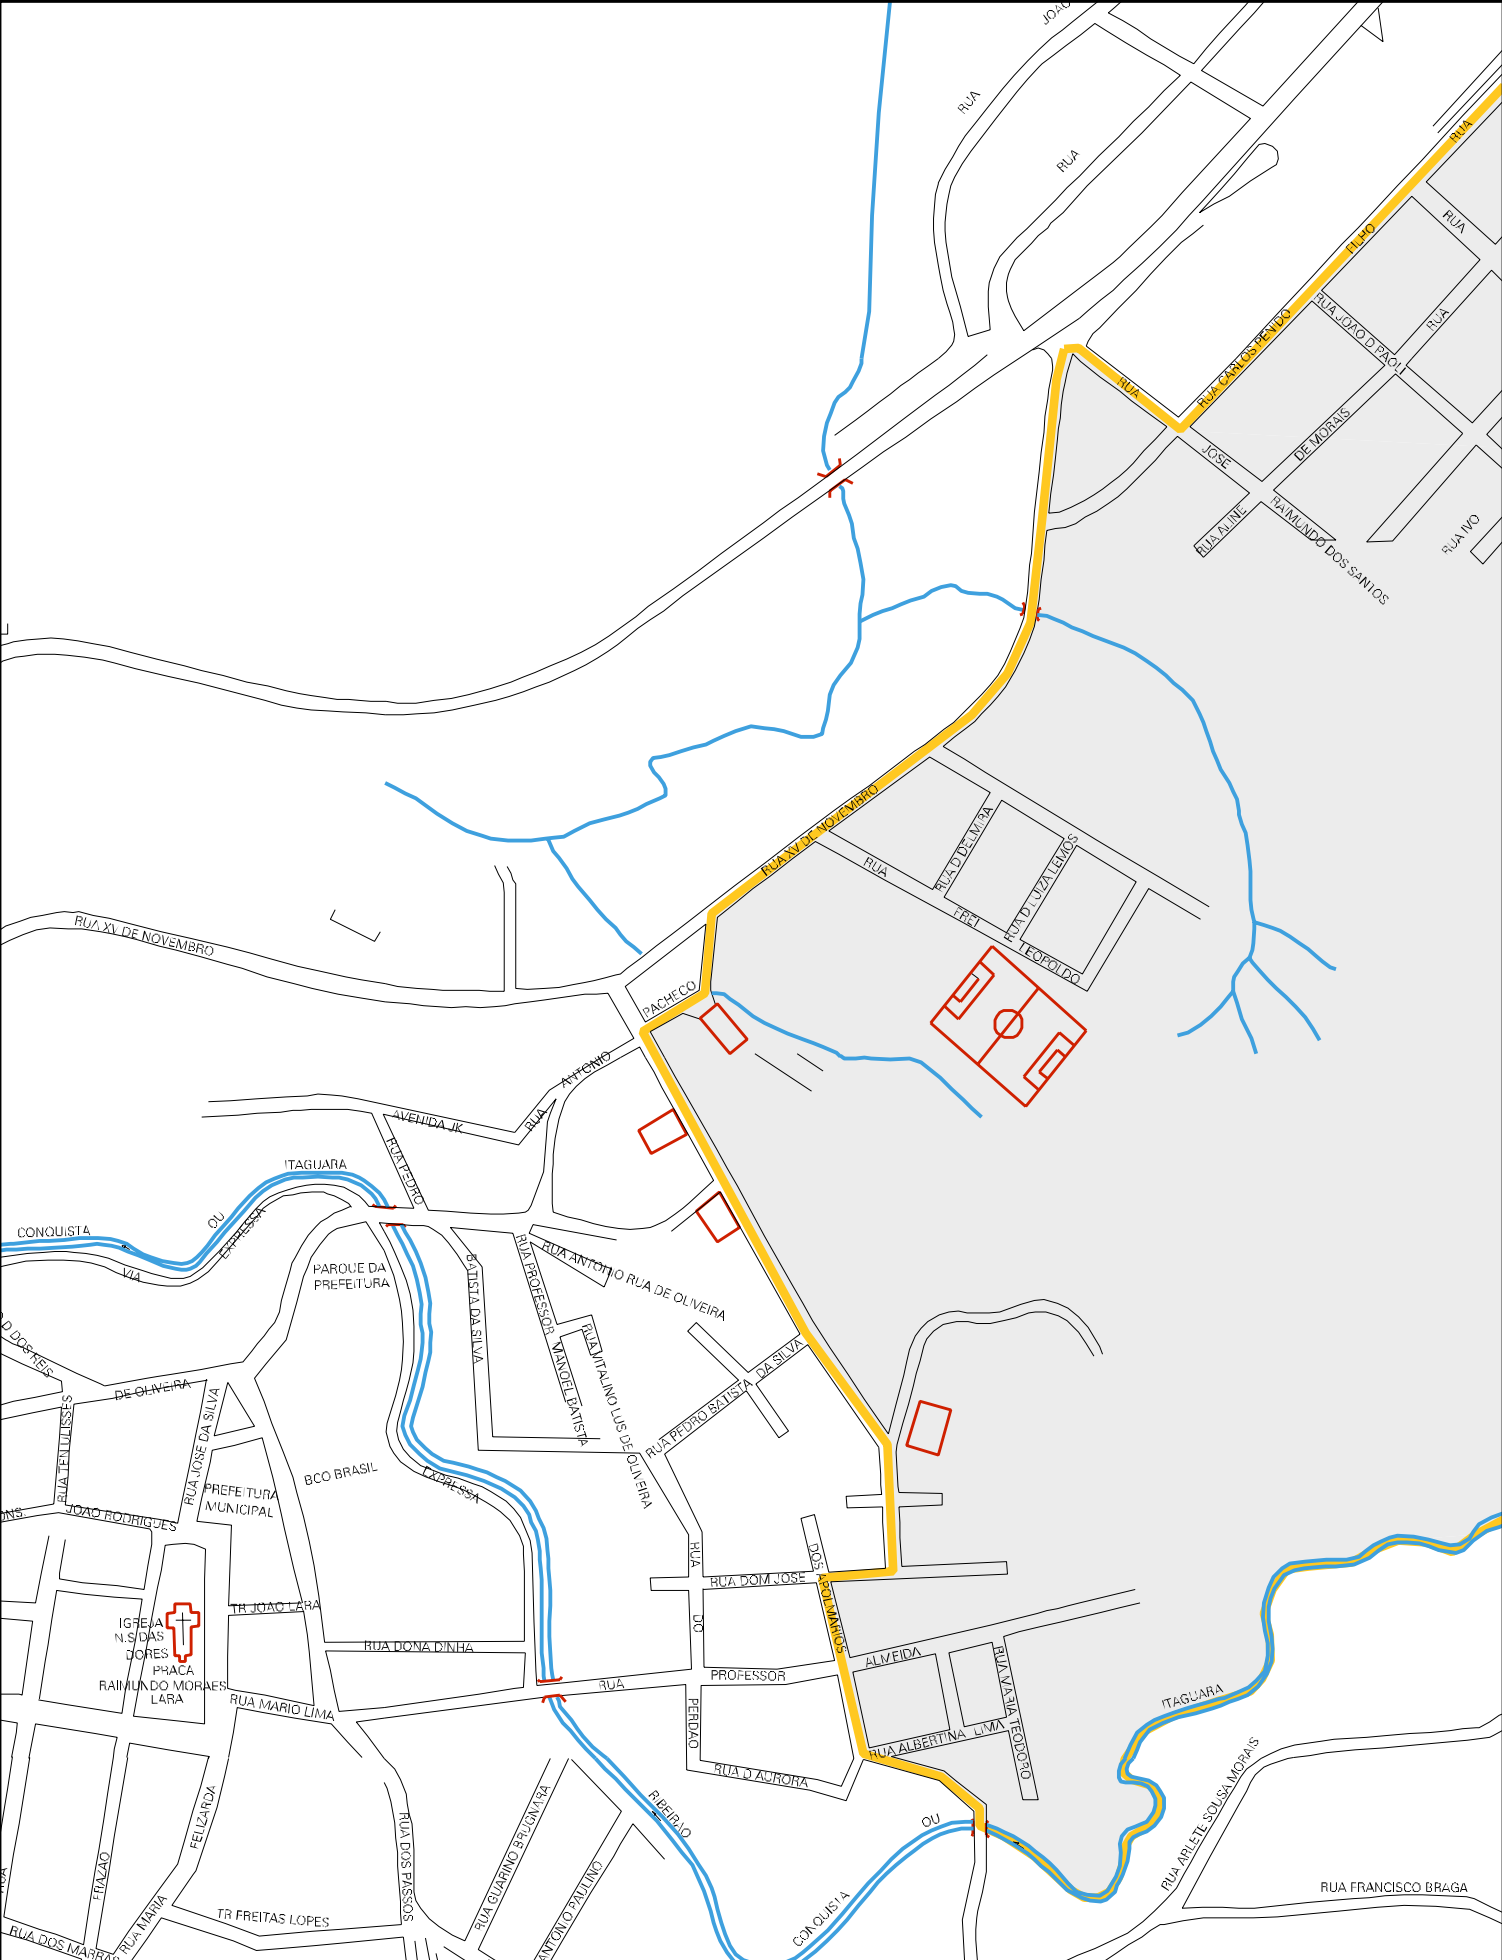 JOAO
RUA
RUA
RUA
RUA
FILHO
RUA CARLOS PENIDO
RUA JOAO D PAOLI
RUA
RUA
JOSE
RAIMUNDO DOS SANTOS
DE MORAIS
RUA ALINE
RUA IVO
RUA XV DE NOVEMBRO
RUA D DELMIRA
RUA D LUIZA LEMOS
RUA
FREI
LEOPOLDO
RUA XV DE NOVEMBRO
PACHECO
ANTONIO
RUA
AVENIDA JK
RUA PEDRO
ITAGUARA
OU
CONQUISTA
EXPRESSA
VIA
PARQUE DA
PREFEITURA
BATISTA DA SILVA
RUA PROFESSOR
MANOEL BATISTA
RUA ANTONIO RUA DE OLIVEIRA
RUA VITALINO LUS DE OLIVEIRA
RUA PEDRO BATISTA DA SILVA
D DOS REIS
DE OLIVEIRA
RUA TEN ULISSES
RUA JOSE DA SILVA
BCO BRASIL
EXPRESSA
PREFEITURA
MUNICIPAL
ONS.
JOAO RODRIGUES
RUA
DO
PERDAO
RUA DOM JOSE
DOS APOLMARIOS
IGREJA
N.S DAS
DORES
PRACA
RAIMUNDO MORAES
LARA
TR JOAO LARA
RUA DONA DINHA
RUA
PROFESSOR
ALMEIDA
RUA MARIA TEODORO
RUA ALBERTINA LIMA
RUA MARIO LIMA
RUA D AURORA
ITAGUARA
RUA ARLETE SOUSA MORAIS
RIBEIRAO
OU
CONQUISTA
FELIZARDA
RUA MARIA
FRAZAO
RUA DOS PASSOS
RUA GUARINO BRUGNARA
ANTONIO PAULINO
TR FREITAS LOPES
RUA DOS MARRAS
RUA FRANCISCO BRAGA